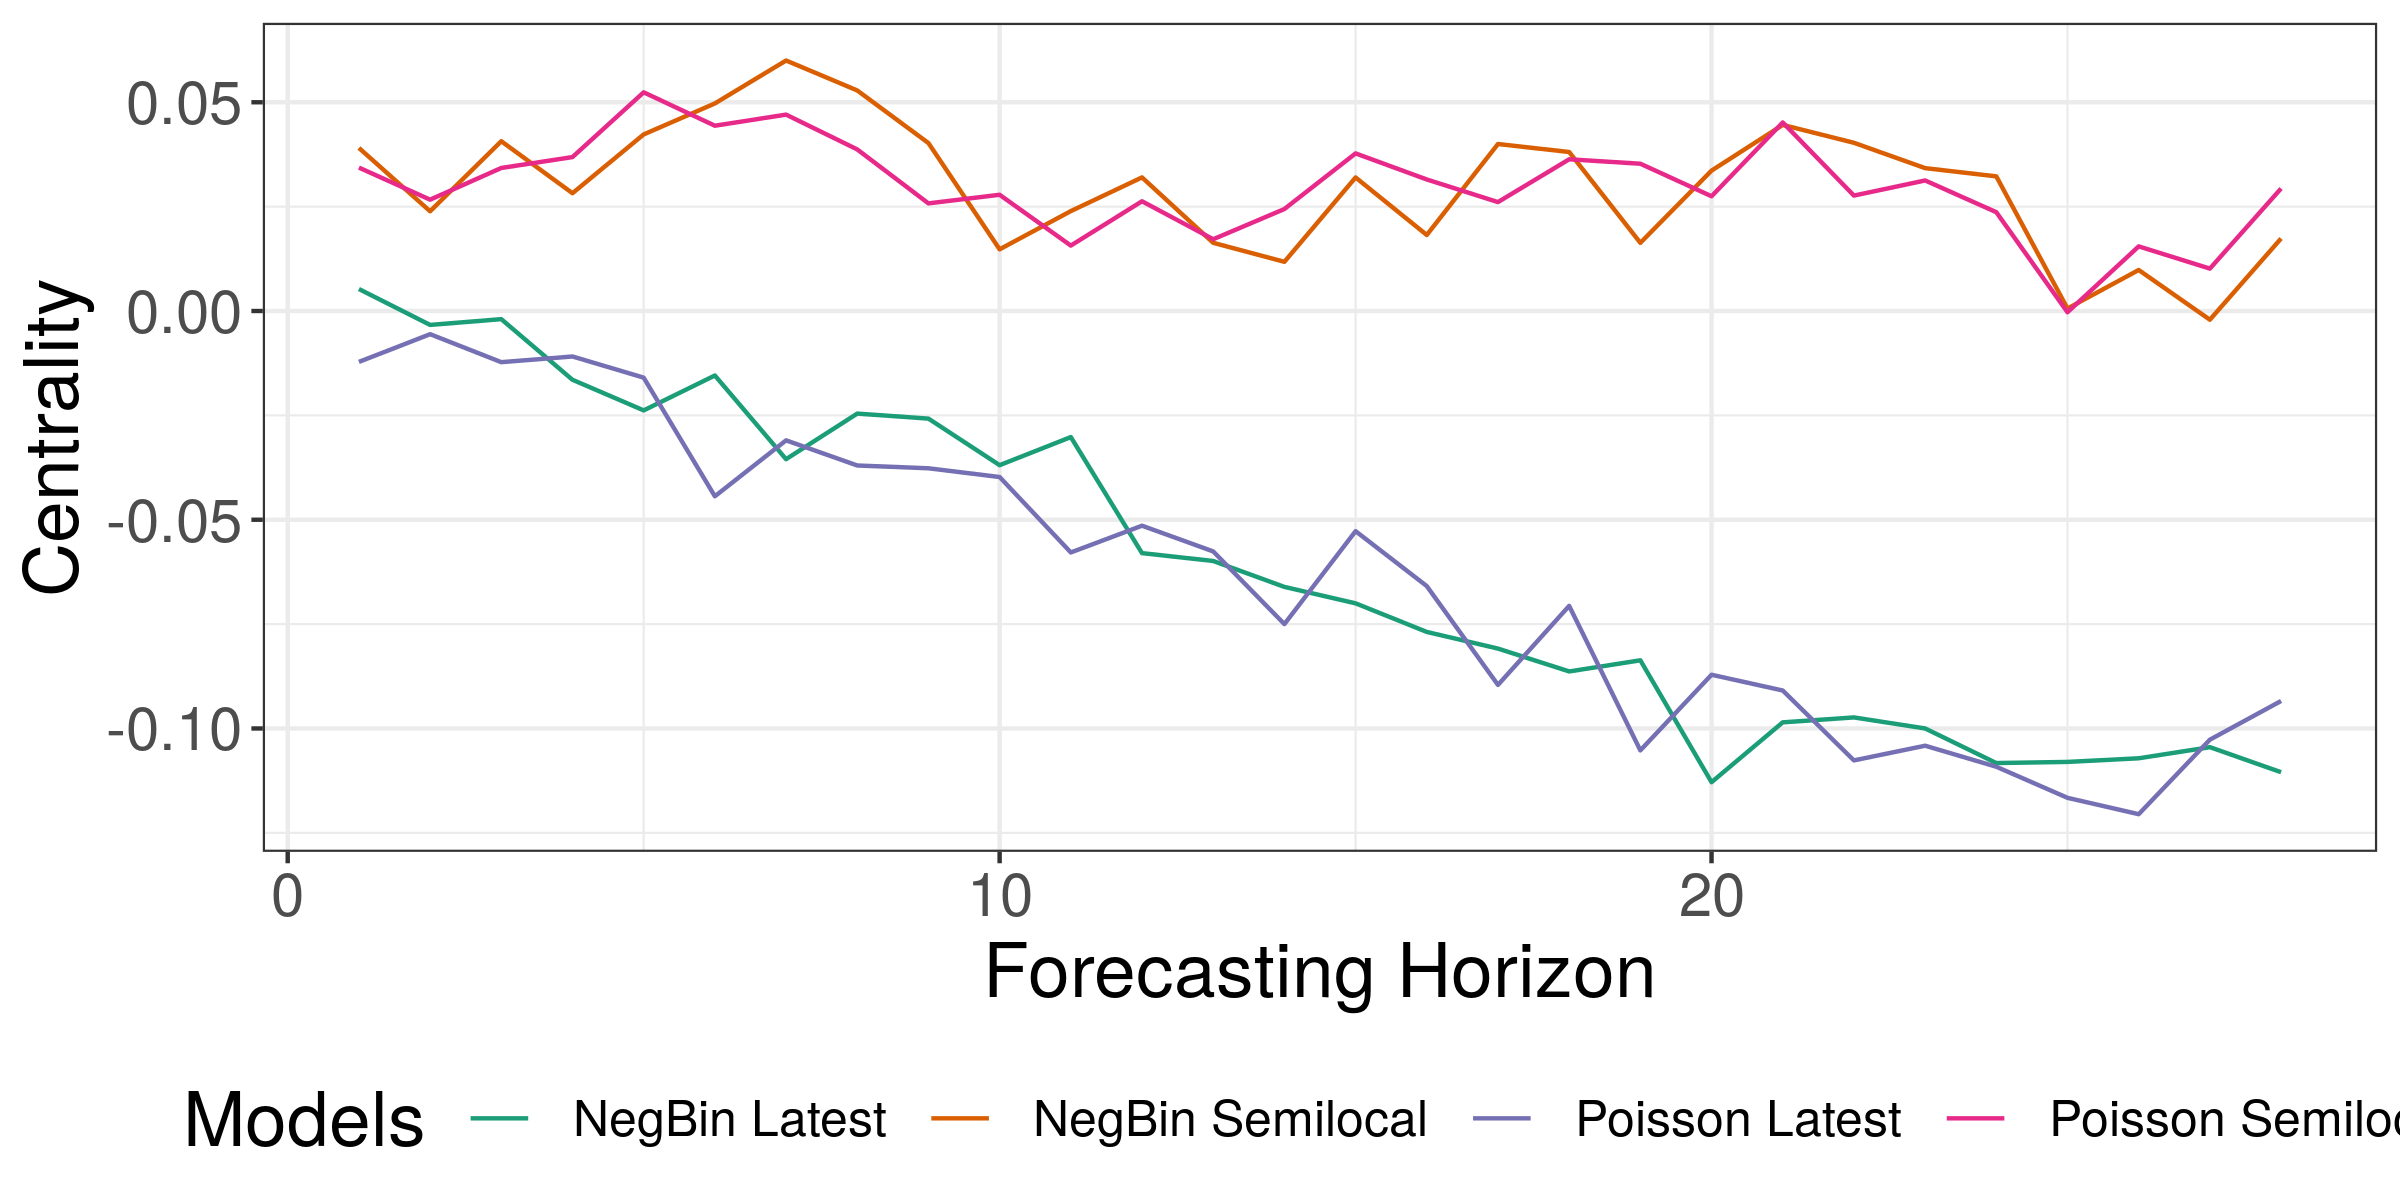 0.05
0.00
-0.05
-0.10
Centrality
0 10 20
Forecasting Horizon
Models NegBin Latest NegBin Semilocal Poisson Latest Poisson